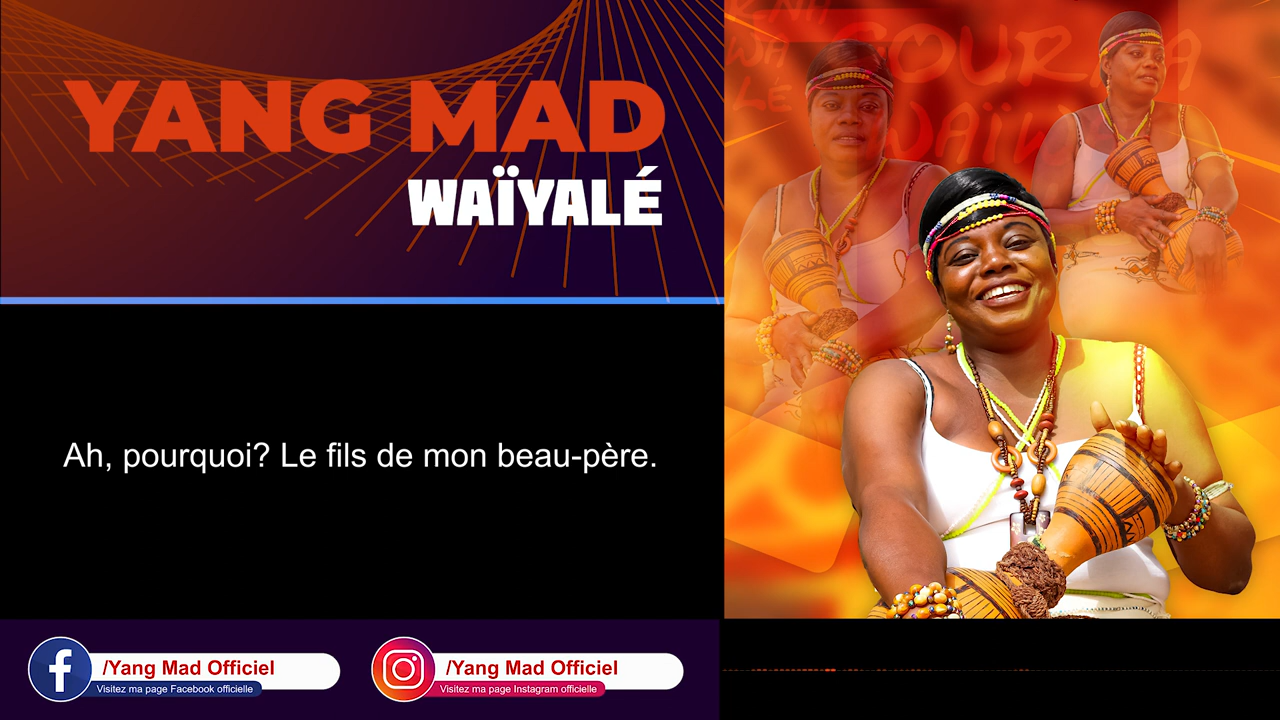 YANG MAD
WAÏYALÉ
Ah, pourquoi? Le fils de mon beau-père.
/Yang Mad Officiel
Visitez ma page Facebook officielle
/Yang Mad Officiel
Visitez ma page Instagram officielle